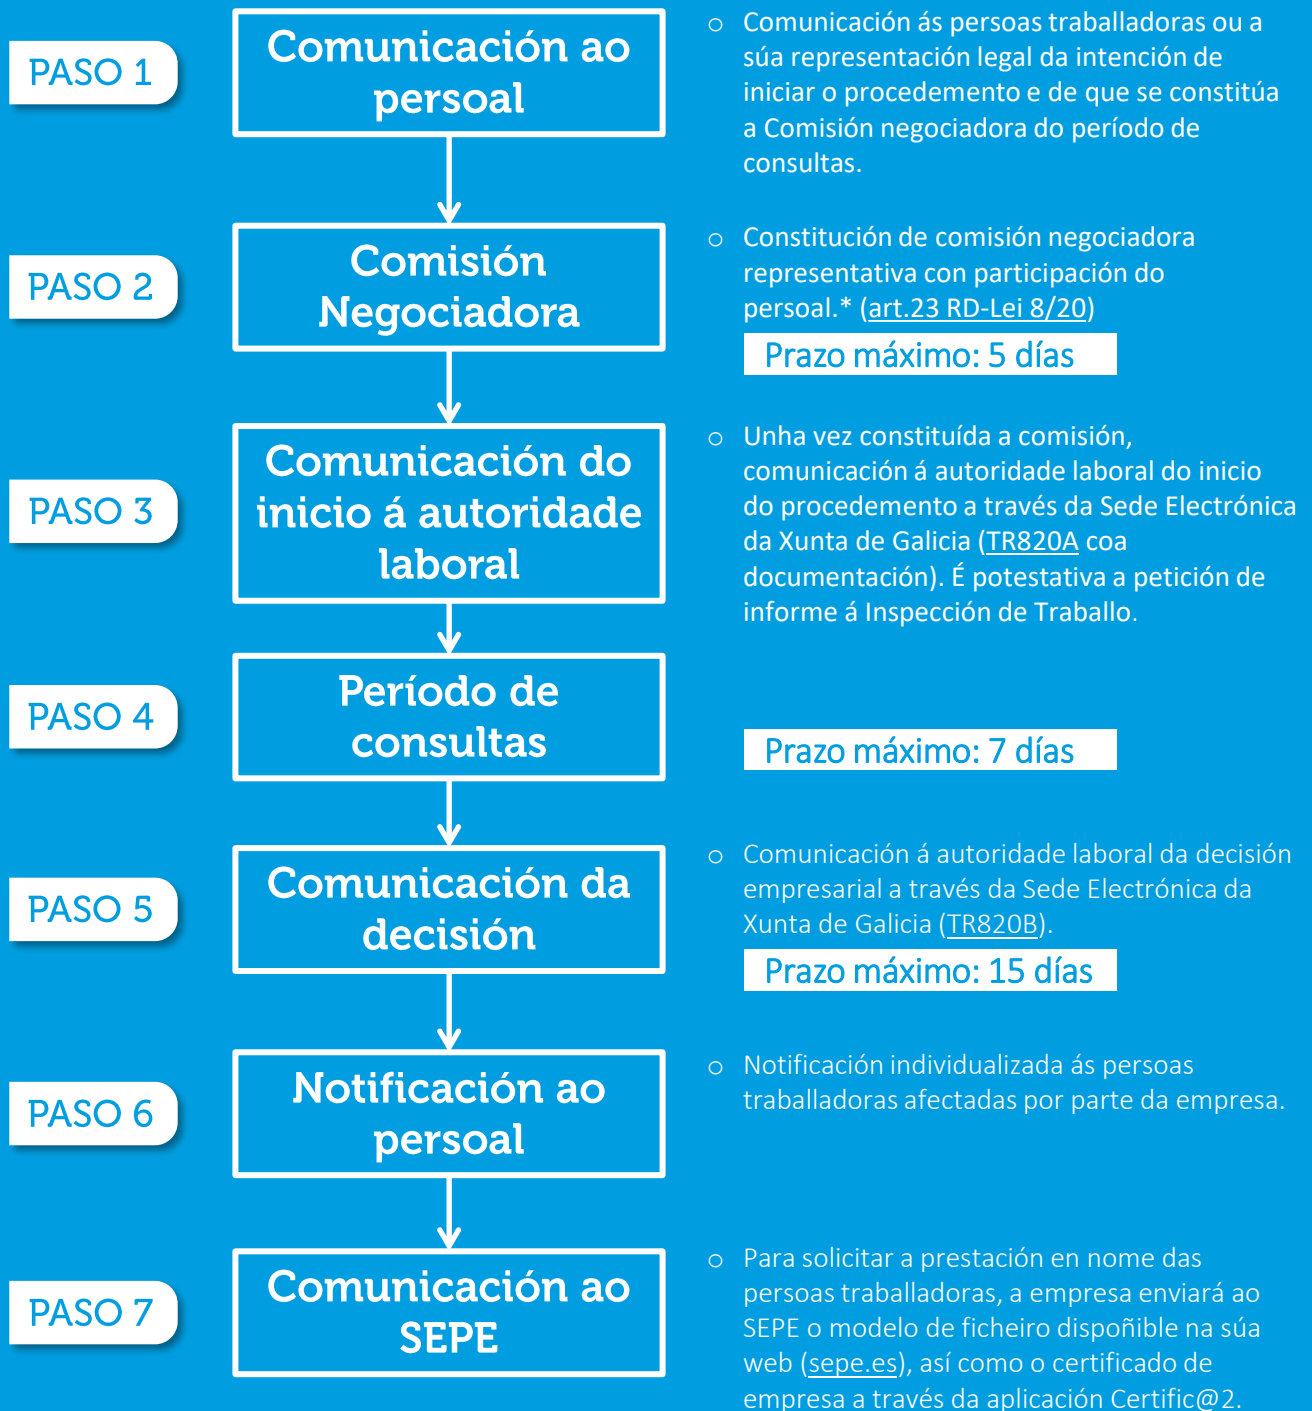 PASO 1
Comunicación ao
persoal
o Comunicación ás persoas traballadoras ou a
súa representación legal da intención de
iniciar o procedemento e de que se constitúa
a Comisión negociadora do período de
consultas.
PASO 2
Comisión
Negociadora
o Constitución de comisión negociadora
representativa con participación do
persoal.* (art.23 RD-Lei 8/20)
Prazo máximo: 5 días
PASO 3
Comunicación do
inicio á autoridade
laboral
o Unha vez constituída a comisión,
comunicación á autoridade laboral do inicio
do procedemento a través da Sede Electrónica
da Xunta de Galicia (TR820A coa
documentación). É potestativa a petición de
informe á Inspección de Traballo.
PASO 4
Período de
consultas
Prazo máximo: 7 días
PASO 5
Comunicación da
decisión
o Comunicación á autoridade laboral da decisión
empresarial a través da Sede Electrónica da
Xunta de Galicia (TR820B).
Prazo máximo: 15 días
PASO 6
Notificación ao
persoal
o Notificación individualizada ás persoas
traballadoras afectadas por parte da empresa.
PASO 7
Comunicación ao
SEPE
o Para solicitar a prestación en nome das
persoas traballadoras, a empresa enviará ao
SEPE o modelo de ficheiro dispoñible na súa
web (sepe.es), así como o certificado de
empresa a través da aplicación Certific@2.